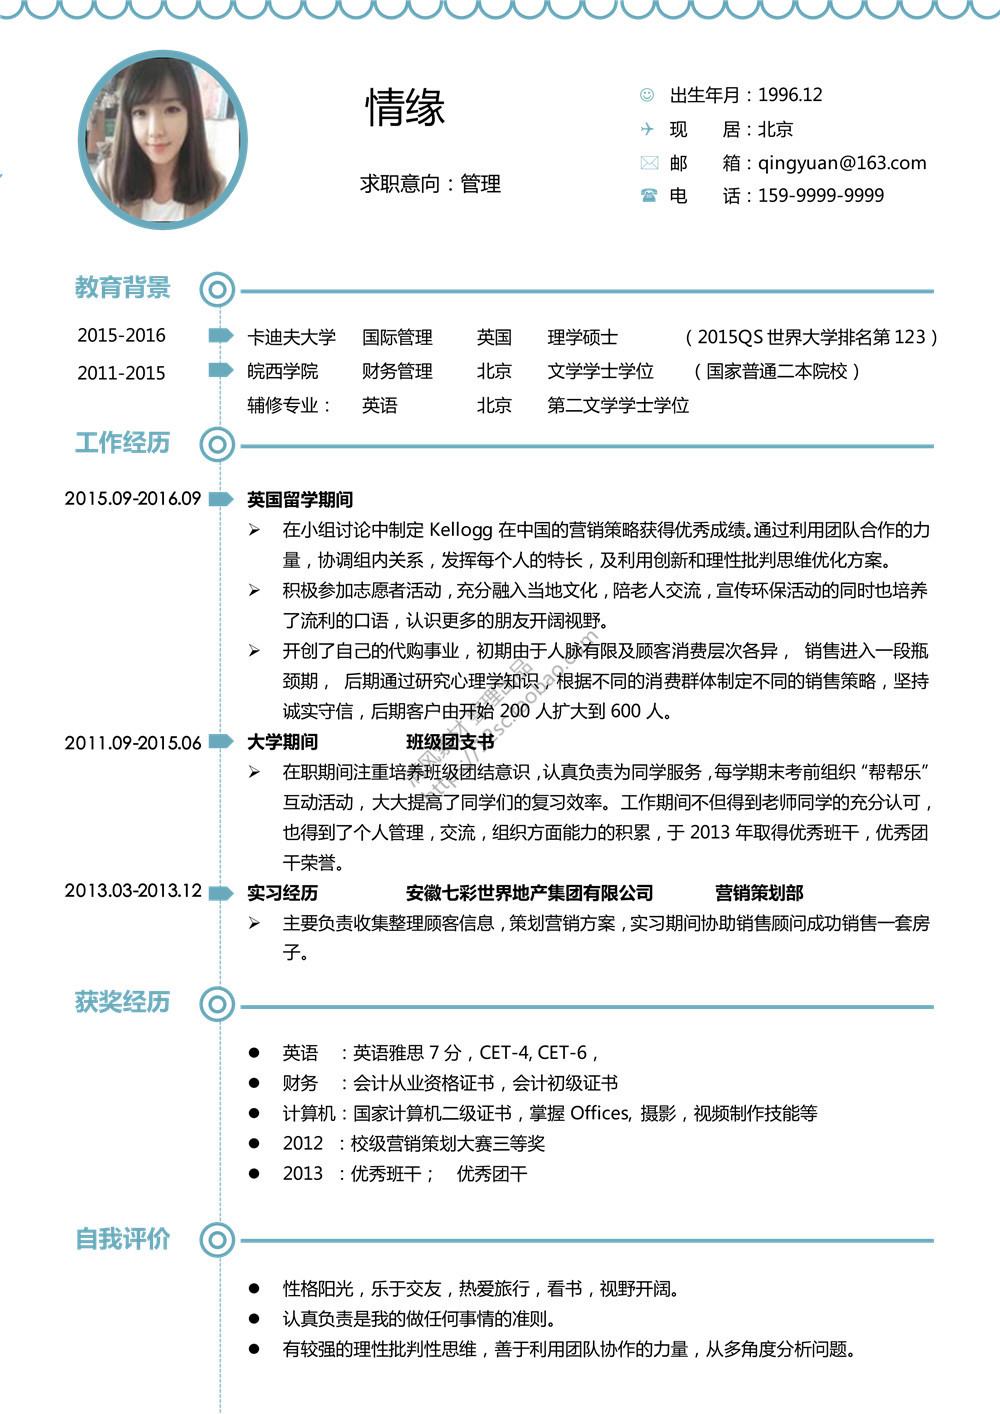 情缘
求职意向：管理
出生年月：1996.12
现　　居：北京
邮　　箱：qingyuan@163.com
电　　话：159-9999-9999
教育背景
2015-2016 卡迪夫大学 国际管理 英国 理学硕士 （2015QS 世界大学排名第 123）
2011-2015 皖西学院 财务管理 北京 文学学士学位 （国家普通二本院校）
辅修专业： 英语 北京 第二文学学士学位
工作经历
2015.09-2016.09 英国留学期间
在小组讨论中制定 Kellogg 在中国的营销策略获得优秀成绩。通过利用团队合作的力
量，协调组内关系，发挥每个人的特长，及利用创新和理性批判思维优化方案。
积极参加志愿者活动，充分融入当地文化，陪老人交流，宣传环保活动的同时也培养
了流利的口语，认识更多的朋友开阔视野。
开创了自己的代购事业，初期由于人脉有限及顾客消费层次各异， 销售进入一段瓶
颈期， 后期通过研究心理学知识，根据不同的消费群体制定不同的销售策略，坚持
诚实守信，后期客户由开始 200 人扩大到 600 人。
2011.09-2015.06 大学期间 班级团支书
在职期间注重培养班级团结意识，认真负责为同学服务，每学期末考前组织“帮帮乐”
互动活动，大大提高了同学们的复习效率。工作期间不但得到老师同学的充分认可，
也得到了个人管理，交流，组织方面能力的积累，于 2013 年取得优秀班干，优秀团
干荣誉。
2013.03-2013.12 实习经历 安徽七彩世界地产集团有限公司 营销策划部
主要负责收集整理顾客信息，策划营销方案，实习期间协助销售顾问成功销售一套房
子。
获奖经历
英语　：英语雅思 7 分，CET-4, CET-6，
财务　：会计从业资格证书，会计初级证书
计算机：国家计算机二级证书，掌握 Offices, 摄影，视频制作技能等
2012 ：校级营销策划大赛三等奖
2013 ：优秀班干； 优秀团干
自我评价
性格阳光，乐于交友，热爱旅行，看书，视野开阔。
认真负责是我的做任何事情的准则。
有较强的理性批判性思维，善于利用团队协作的力量，从多角度分析问题。